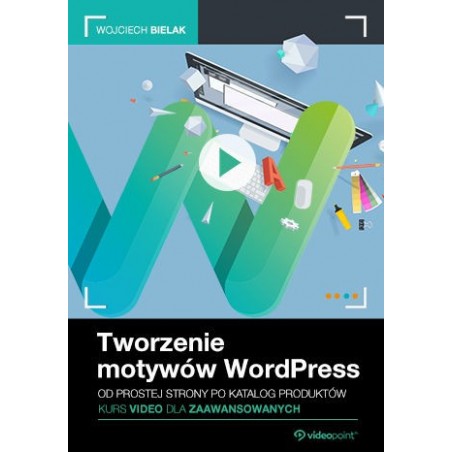 WOJCIECH BIELAK
Tworzenie
motywów WordPress
OD PROSTEJ STRONY PO KATALOG PRODUKTÓW
KURS VIDEO DLA ZAAWANSOWANYCH
videopoint